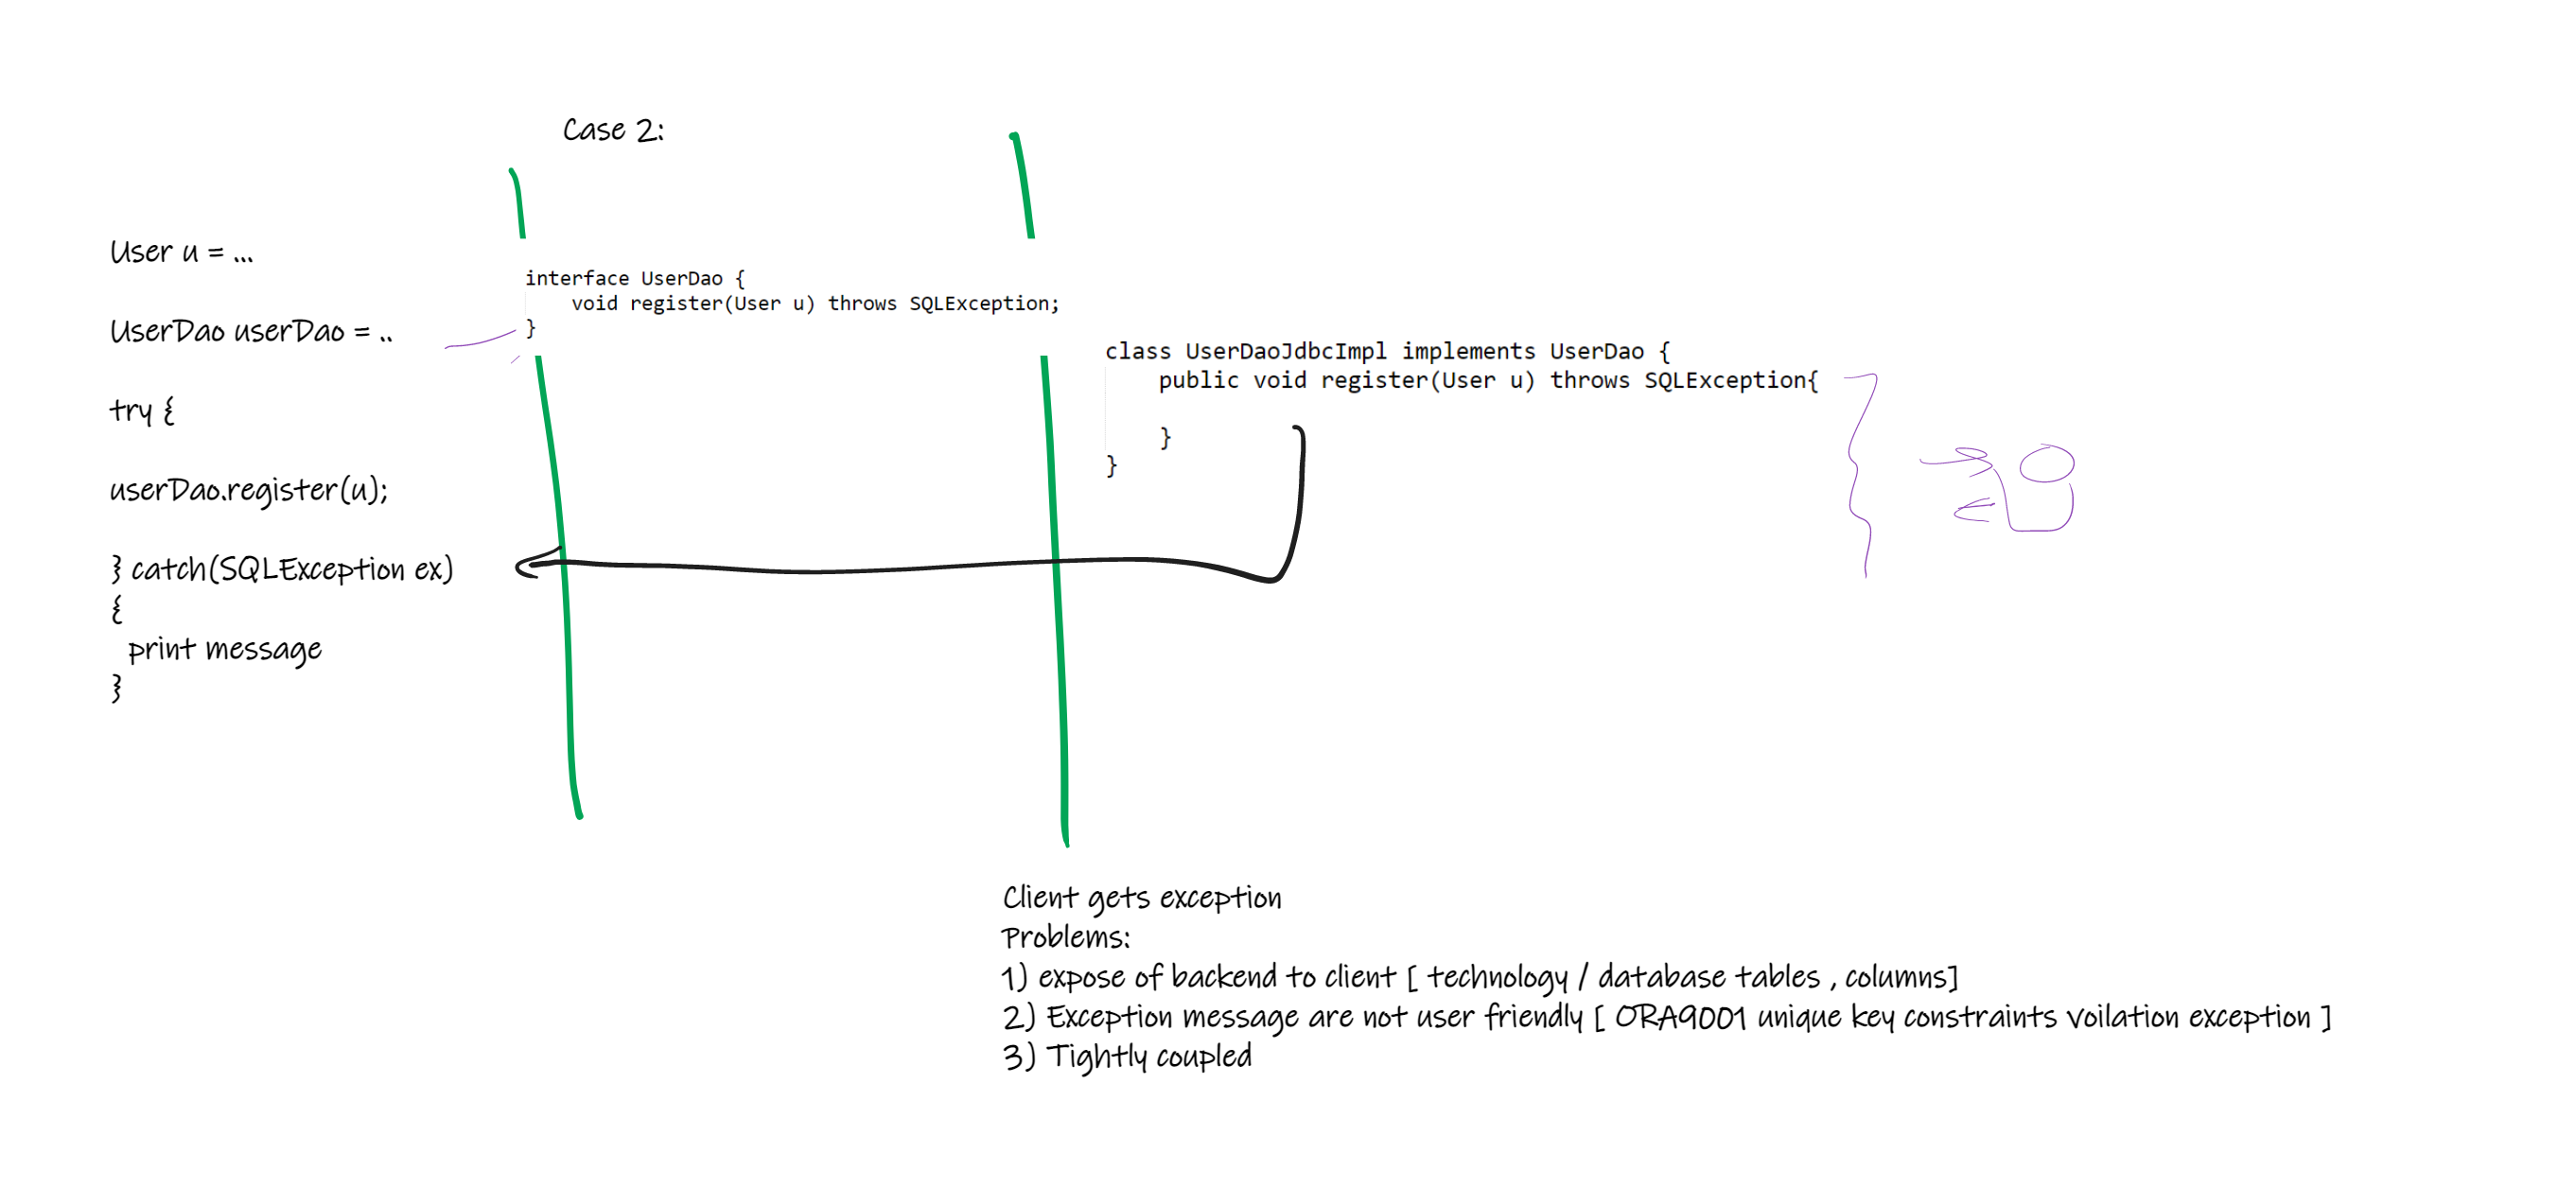 Case 2:
User u = ...
UserDao userDao = ..
try {
userDao.register(u);
} catch(SQLException ex)
{
print message
}
interface UserDao {
void register(User u) throws SQLException;
}
class UserDaoJdbcImpl implements UserDao {
public void register(User u) throws SQLException{
}
}
Client gets exception
Problems:
1) expose of backend to client [ technology / database tables , columns]
2) Exception message are not user friendly [ ORA9001 unique key constraints voilation exception ]
3) Tightly coupled